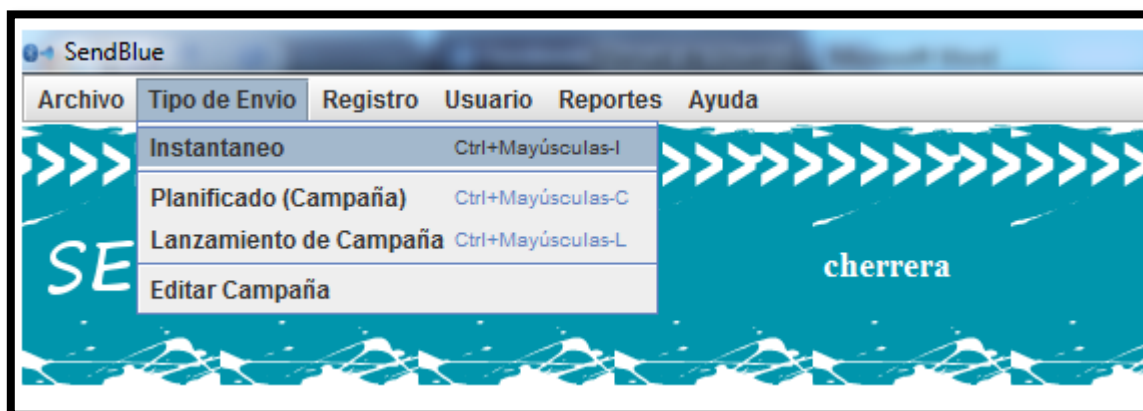 SendBlue
Archivo Tipo de Envio Registro Usuario Reportes Ayuda
Instantaneo Ctrl+Mayúsculas-I
Planificado (Campaña) Ctrl+Mayúsculas-C
Lanzamiento de Campaña Ctrl+Mayúsculas-L
SE cherrera
Editar Campaña